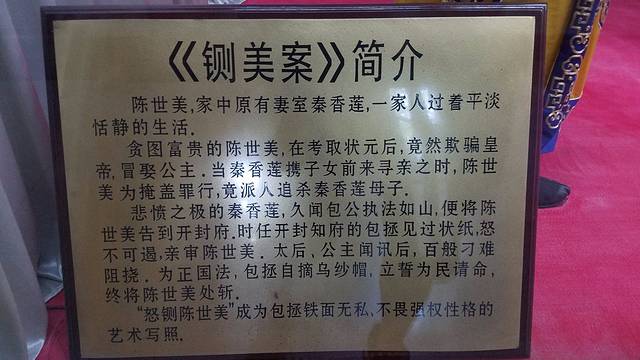 《铡美案》简介
陈世美,家中原有妻室秦香莲,一家人过着平淡
恬静的生活.
贪图富贵的陈世美,在考取状元后,竟然欺骗皇
帝,冒娶公主.当秦香莲携子女前来寻亲之时,陈世
美为掩盖罪行,竟派人追杀秦香莲母子.
悲愤之极的秦香莲,久闻包公执法如山,便将陈
世美告到开封府.时任开封知府的包拯见过状纸,怒
不可遏,亲审陈世美.太后、公主闻讯后,百般刁难
阻挠.为正国法,包拯自摘乌纱帽,立誓为民请命,
终将陈世美处斩.
“怒铡陈世美”成为包拯铁面无私,不畏强权性格的
艺术写照.